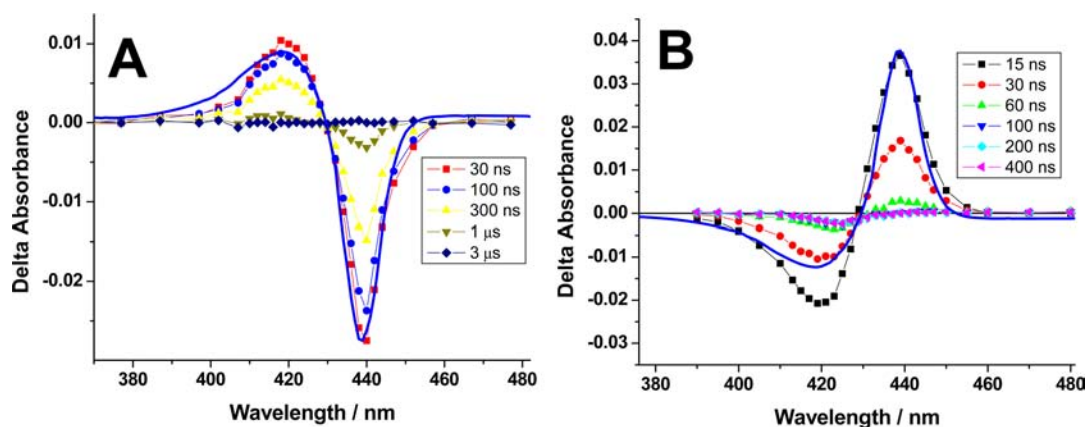 A
0.01
0.00
-0.01
-0.02
Delta Absorbance
380 400 420 440 460 480
Wavelength / nm
30 ns
100 ns
300 ns
1 μs
3 μs
B
0.04
0.03
0.02
0.01
0.00
-0.01
-0.02
-0.03
Delta Absorbance
380 400 420 440 460 480
Wavelength / nm
15 ns
30 ns
60 ns
100 ns
200 ns
400 ns